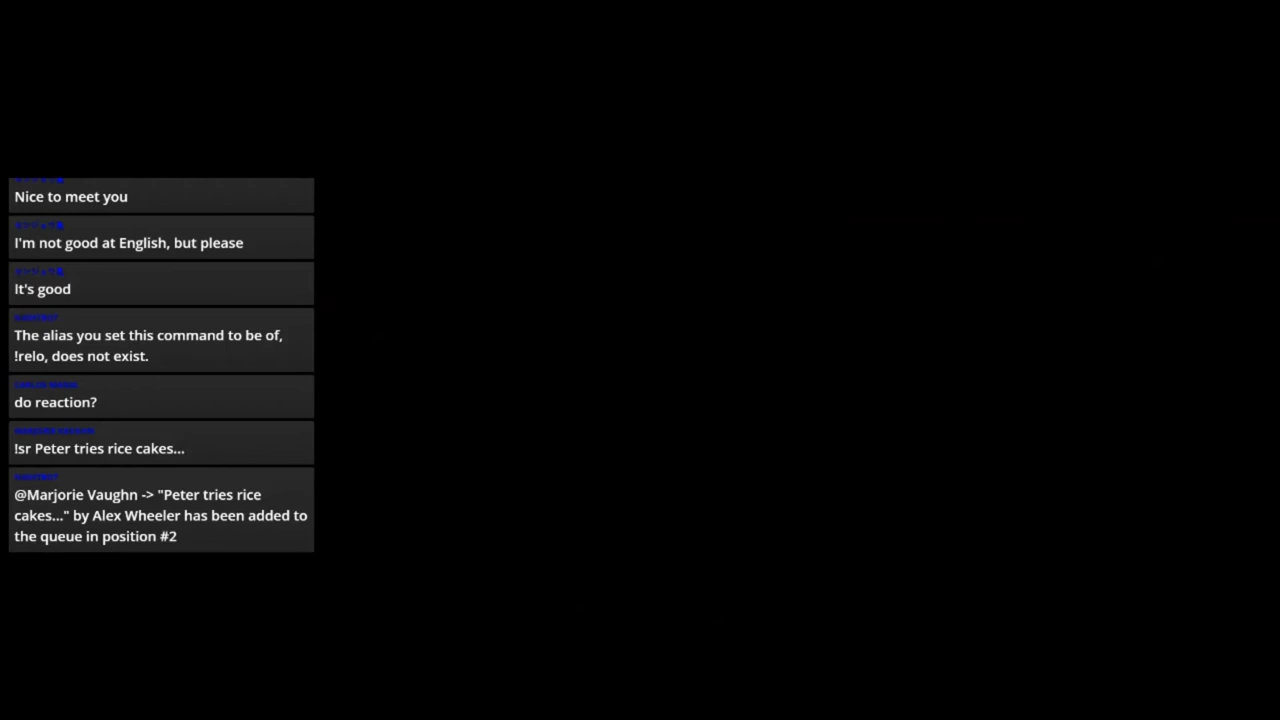 Nice to meet you
I'm not good at English, but please
It's good
The alias you set this command to be of,
!relo, does not exist.
do reaction?
!sr Peter tries rice cakes...
@Marjorie Vaughn -> "Peter tries rice
cakes..." by Alex Wheeler has been added to
the queue in position #2